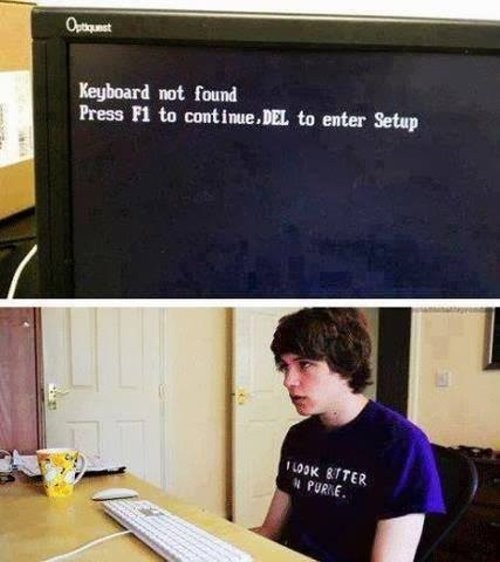 Optiquest
Keyboard not found
Press F1 to continue,DEL to enter Setup
I LOOK BETTER
IN PURPLE.